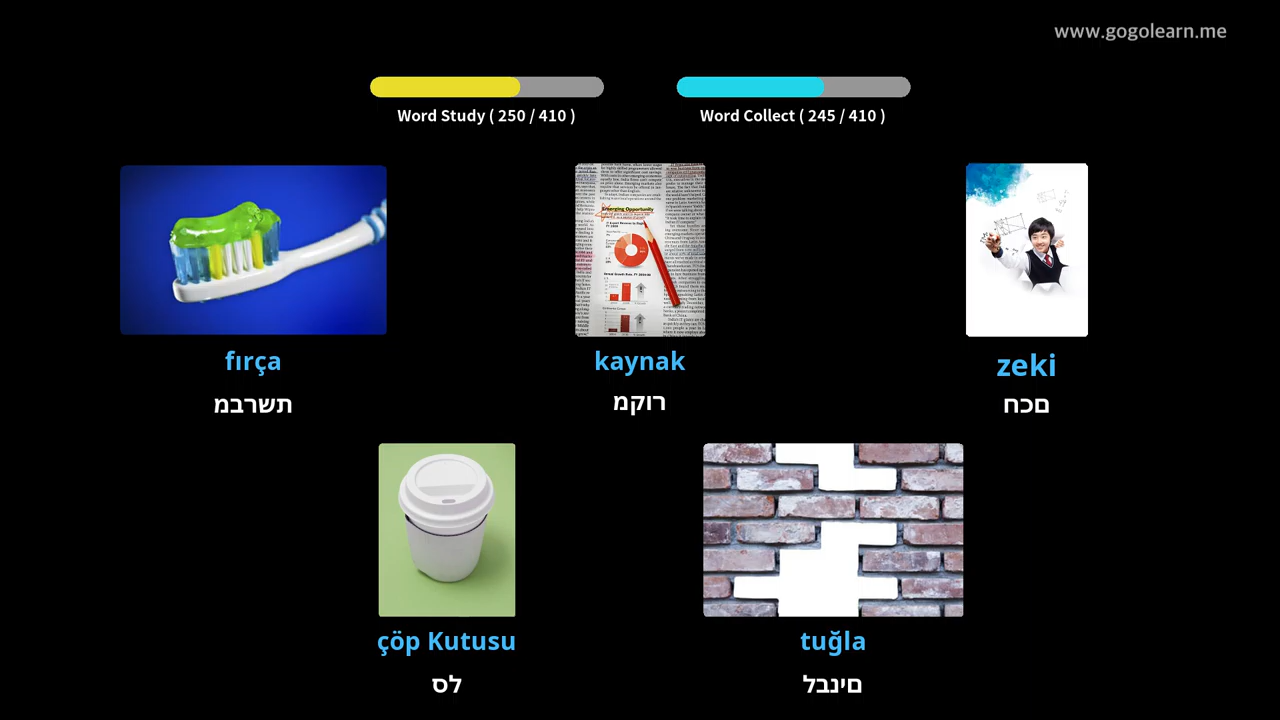 www.gogolearn.me
Word Study ( 250 / 410 )
Word Collect ( 245 / 410 )
fırça
תשרבמ
kaynak
רוקמ
zeki
םכח
çöp Kutusu
לס
tuğla
םינבל